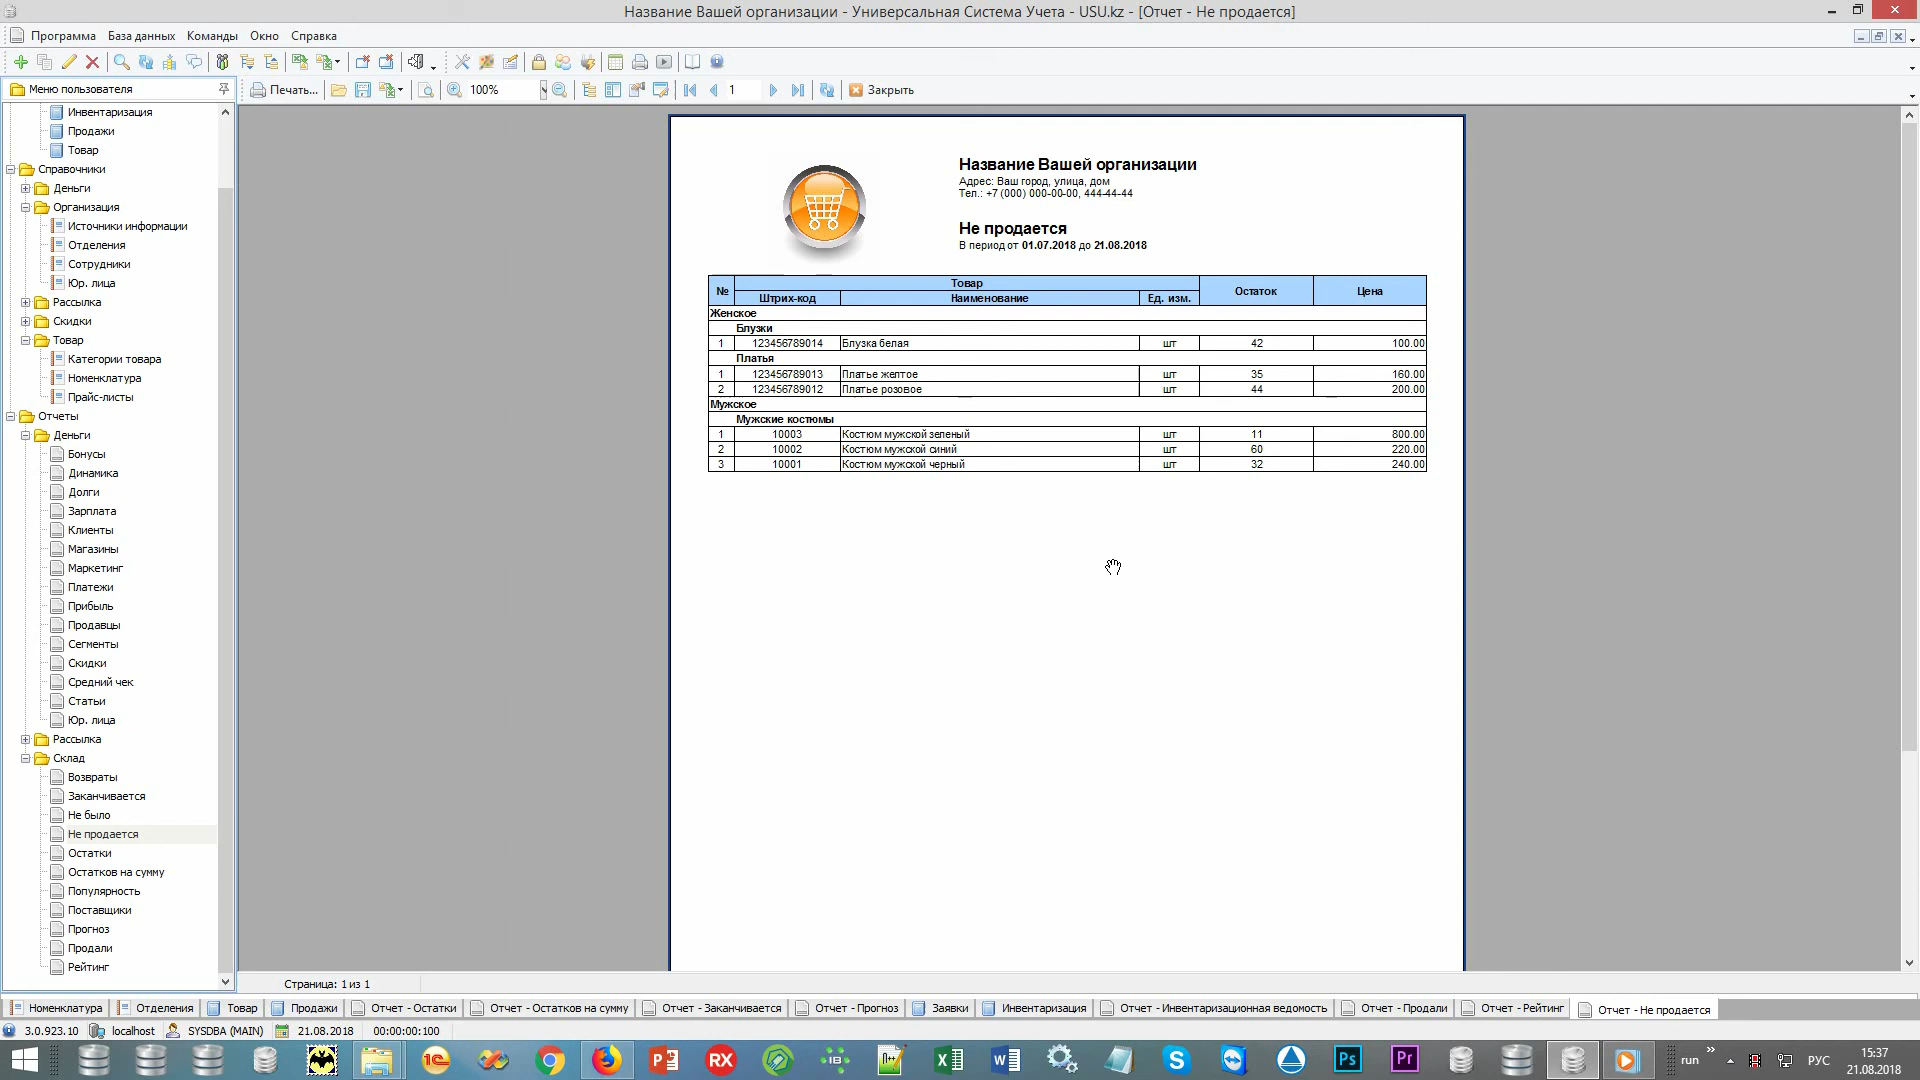 Название Вашей организации - Универсальная Система Учета - USU.kz - [Отчет - Не продается]
Программа База данных Команды Окно Справка
Меню пользователя
Печать... 100% 1 Закрыть
Инвентаризация
Продажи
Товар
Справочники
Деньги
Организация
Источники информации
Отделения
Сотрудники
Юр. лица
Рассылка
Скидки
Товар
Категории товара
Номенклатура
Прайс-листы
Отчеты
Деньги
Бонусы
Динамика
Долги
Зарплата
Клиенты
Магазины
Маркетинг
Платежи
Прибыль
Продавцы
Сегменты
Скидки
Средний чек
Статьи
Юр. лица
Рассылка
Склад
Возвраты
Заканчивается
Не было
Не продается
Остатки
Остатков на сумму
Популярность
Поставщики
Прогноз
Продали
Рейтинг
Название Вашей организации
Адрес: Ваш город, улица, дом
Тел.: +7 (000) 000-00-00, 444-44-44
Не продается
В период от 01.07.2018 до 21.08.2018
№ Товар Остаток Цена
Штрих-код Наименование Ед. изм.
Женское
Блузки
1 123456789014 Блузка белая шт 42 100.00
Платья
1 123456789013 Платье желтое шт 35 160.00
2 123456789012 Платье розовое шт 44 200.00
Мужское
Мужские костюмы
1 10003 Костюм мужской зеленый шт 11 800.00
2 10002 Костюм мужской синий шт 60 220.00
3 10001 Костюм мужской черный шт 32 240.00
Страница: 1 из 1
Номенклатура Отделения Товар Продажи Отчет - Остатки Отчет - Остатков на сумму Отчет - Заканчивается Отчет - Прогноз Заявки Инвентаризация Отчет - Инвентаризационная ведомость Отчет - Продали Отчет - Рейтинг Отчет - Не продается
3.0.923.10 localhost SYSDBA (MAIN) 21.08.2018 00:00:00:100
1С P RX IB X W S Ps Pr run » РУС 15:37
21.08.2018